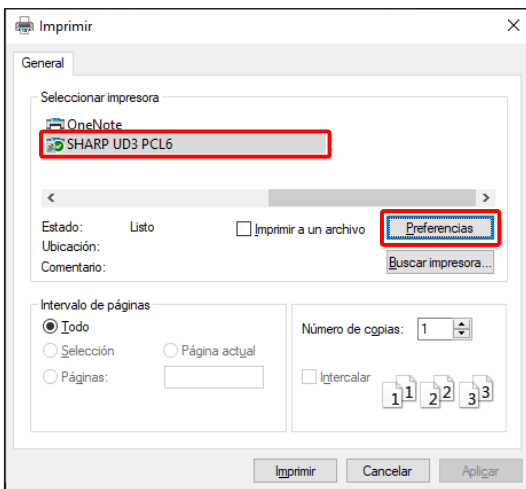 Imprimir
General
Seleccionar impresora
OneNote
SHARP UD3 PCL6
Estado: Listo
Imprimir a un archivo
Preferencias
Ubicación:
Comentario:
Buscar impresora...
Intervalo de páginas
Todo
Selección
Página actual
Páginas:
Número de copias: 1
Intercalar
1 1 2 2 3 3
Imprimir
Cancelar
Aplicar